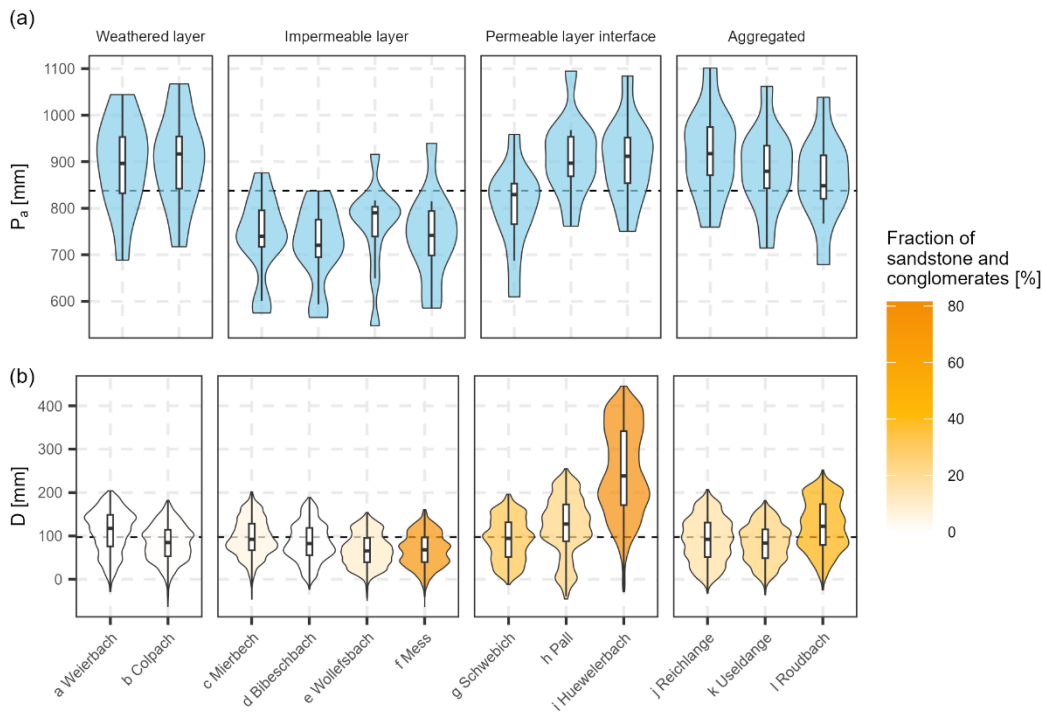 (a)
Weathered layer
Impermeable layer
Permeable layer interface
Aggregated
1100
1000
900
800
700
600
Pa [mm]
Fraction of
sandstone and
conglomerates [%]
80
60
40
20
0
(b)
400
300
200
100
0
D [mm]
a Weierbach
b Colpach
c Mierbech
d Bibeschbach
e Wollefsbach
f Mess
g Schwebich
h Pall
i Huewelerbach
j Reichlange
k Useldange
l Roudbach